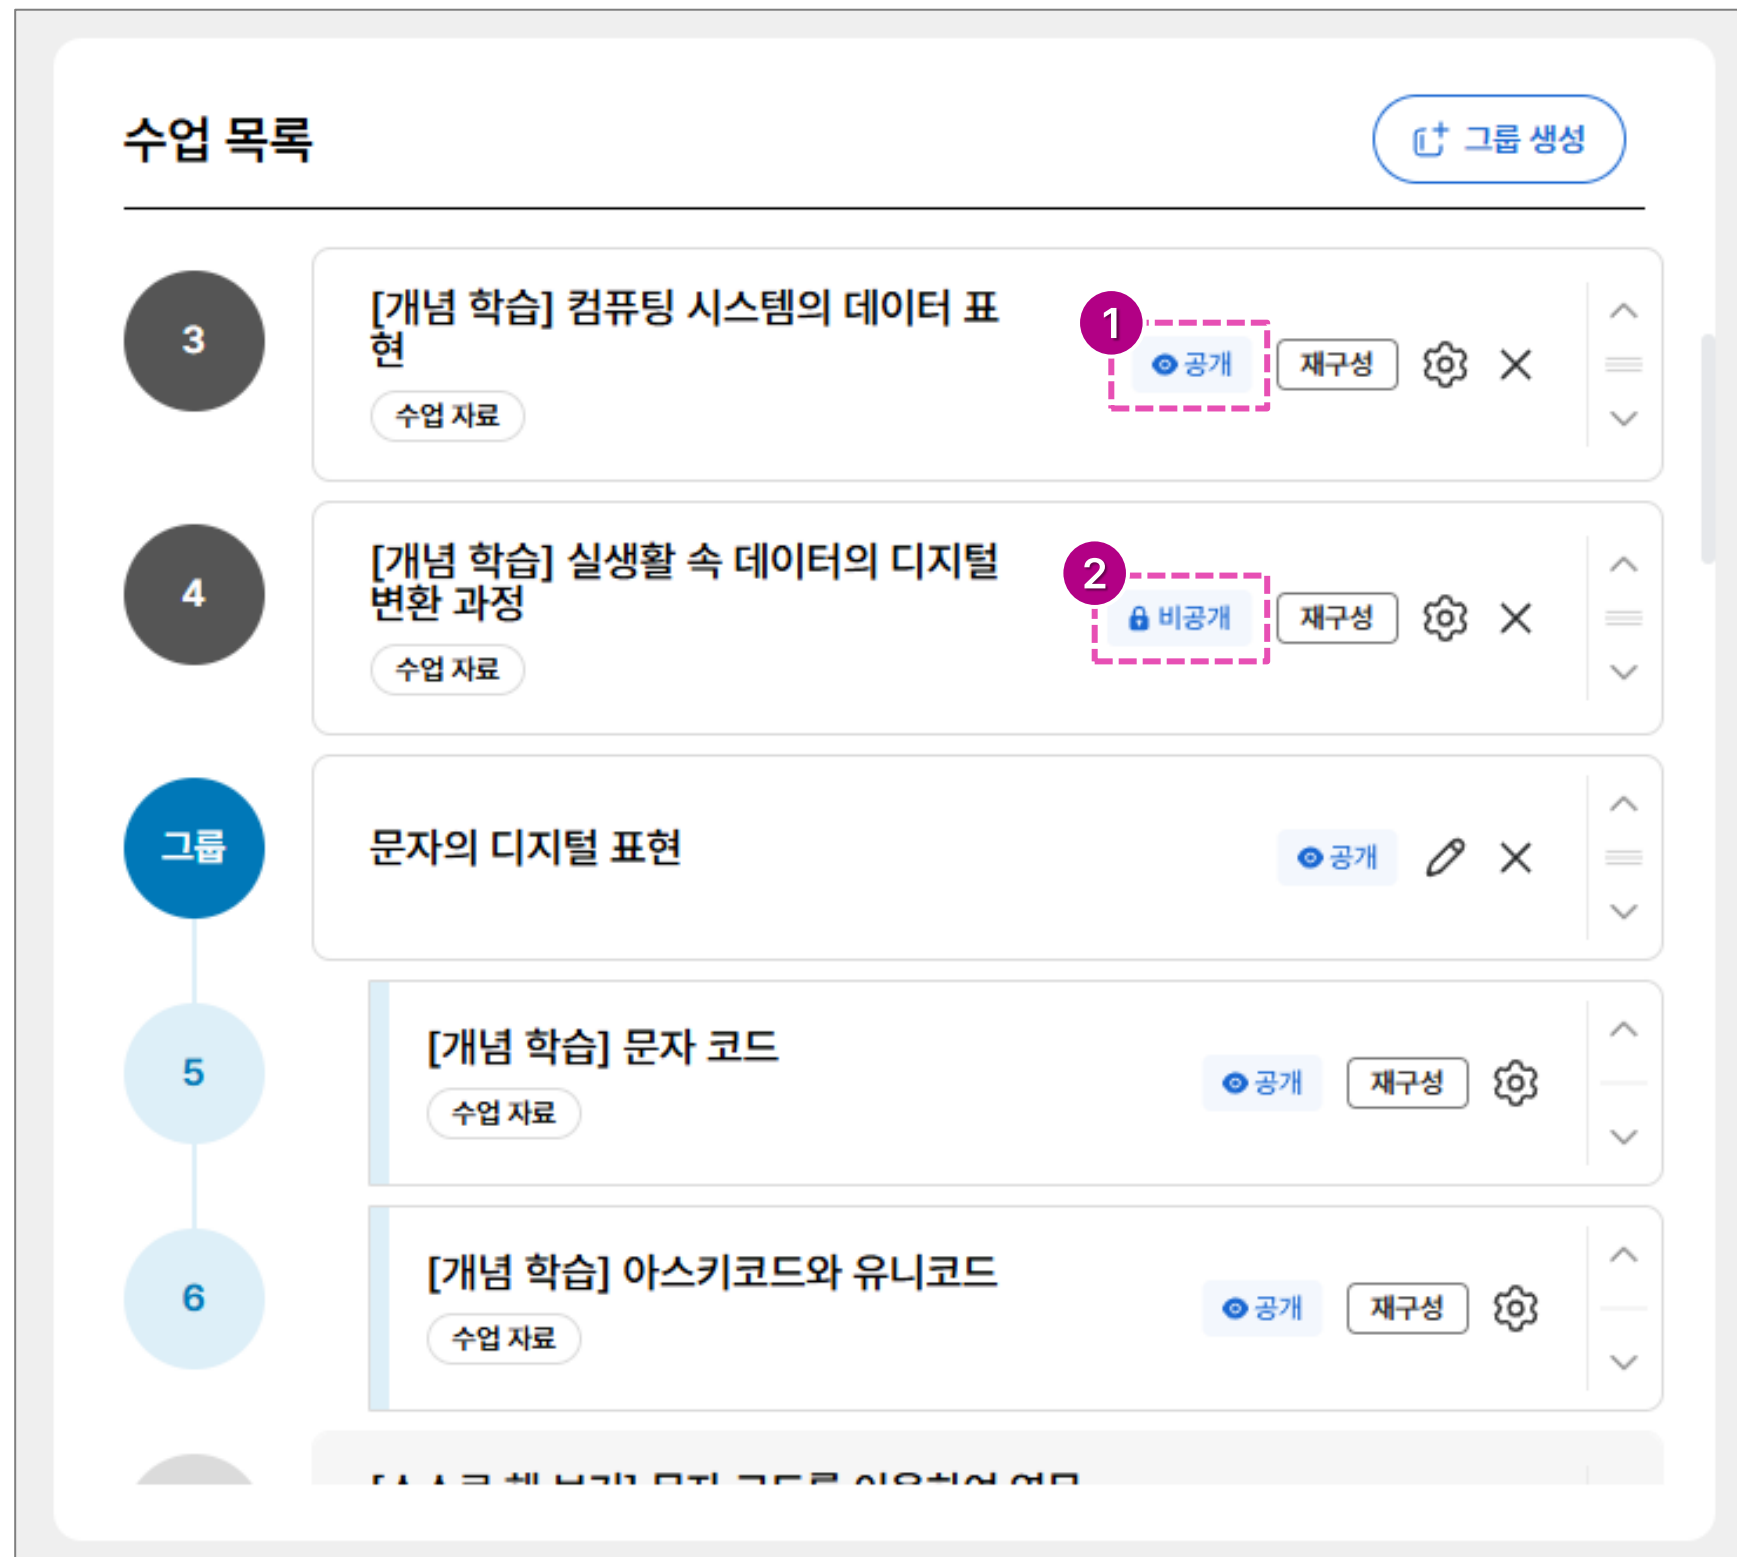 수업 목록
그룹 생성
3
[개념 학습] 컴퓨팅 시스템의 데이터 표
현
수업 자료
1
공개
재구성
4
[개념 학습] 실생활 속 데이터의 디지털
변환 과정
수업 자료
2
비공개
재구성
그룹
문자의 디지털 표현
공개
5
[개념 학습] 문자 코드
수업 자료
공개
재구성
6
[개념 학습] 아스키코드와 유니코드
수업 자료
공개
재구성